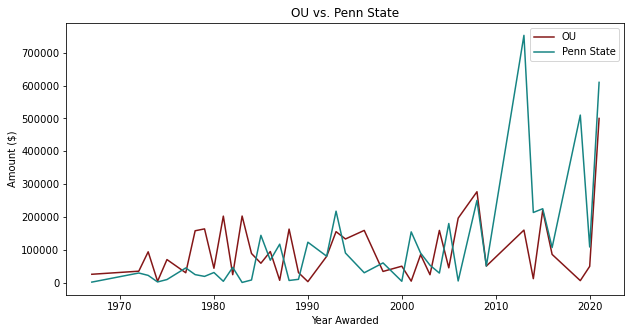 OU vs. Penn State
OU
Penn State
Amount ($)
700000
600000
500000
400000
300000
200000
100000
0
1970 1980 1990 2000 2010 2020
Year Awarded